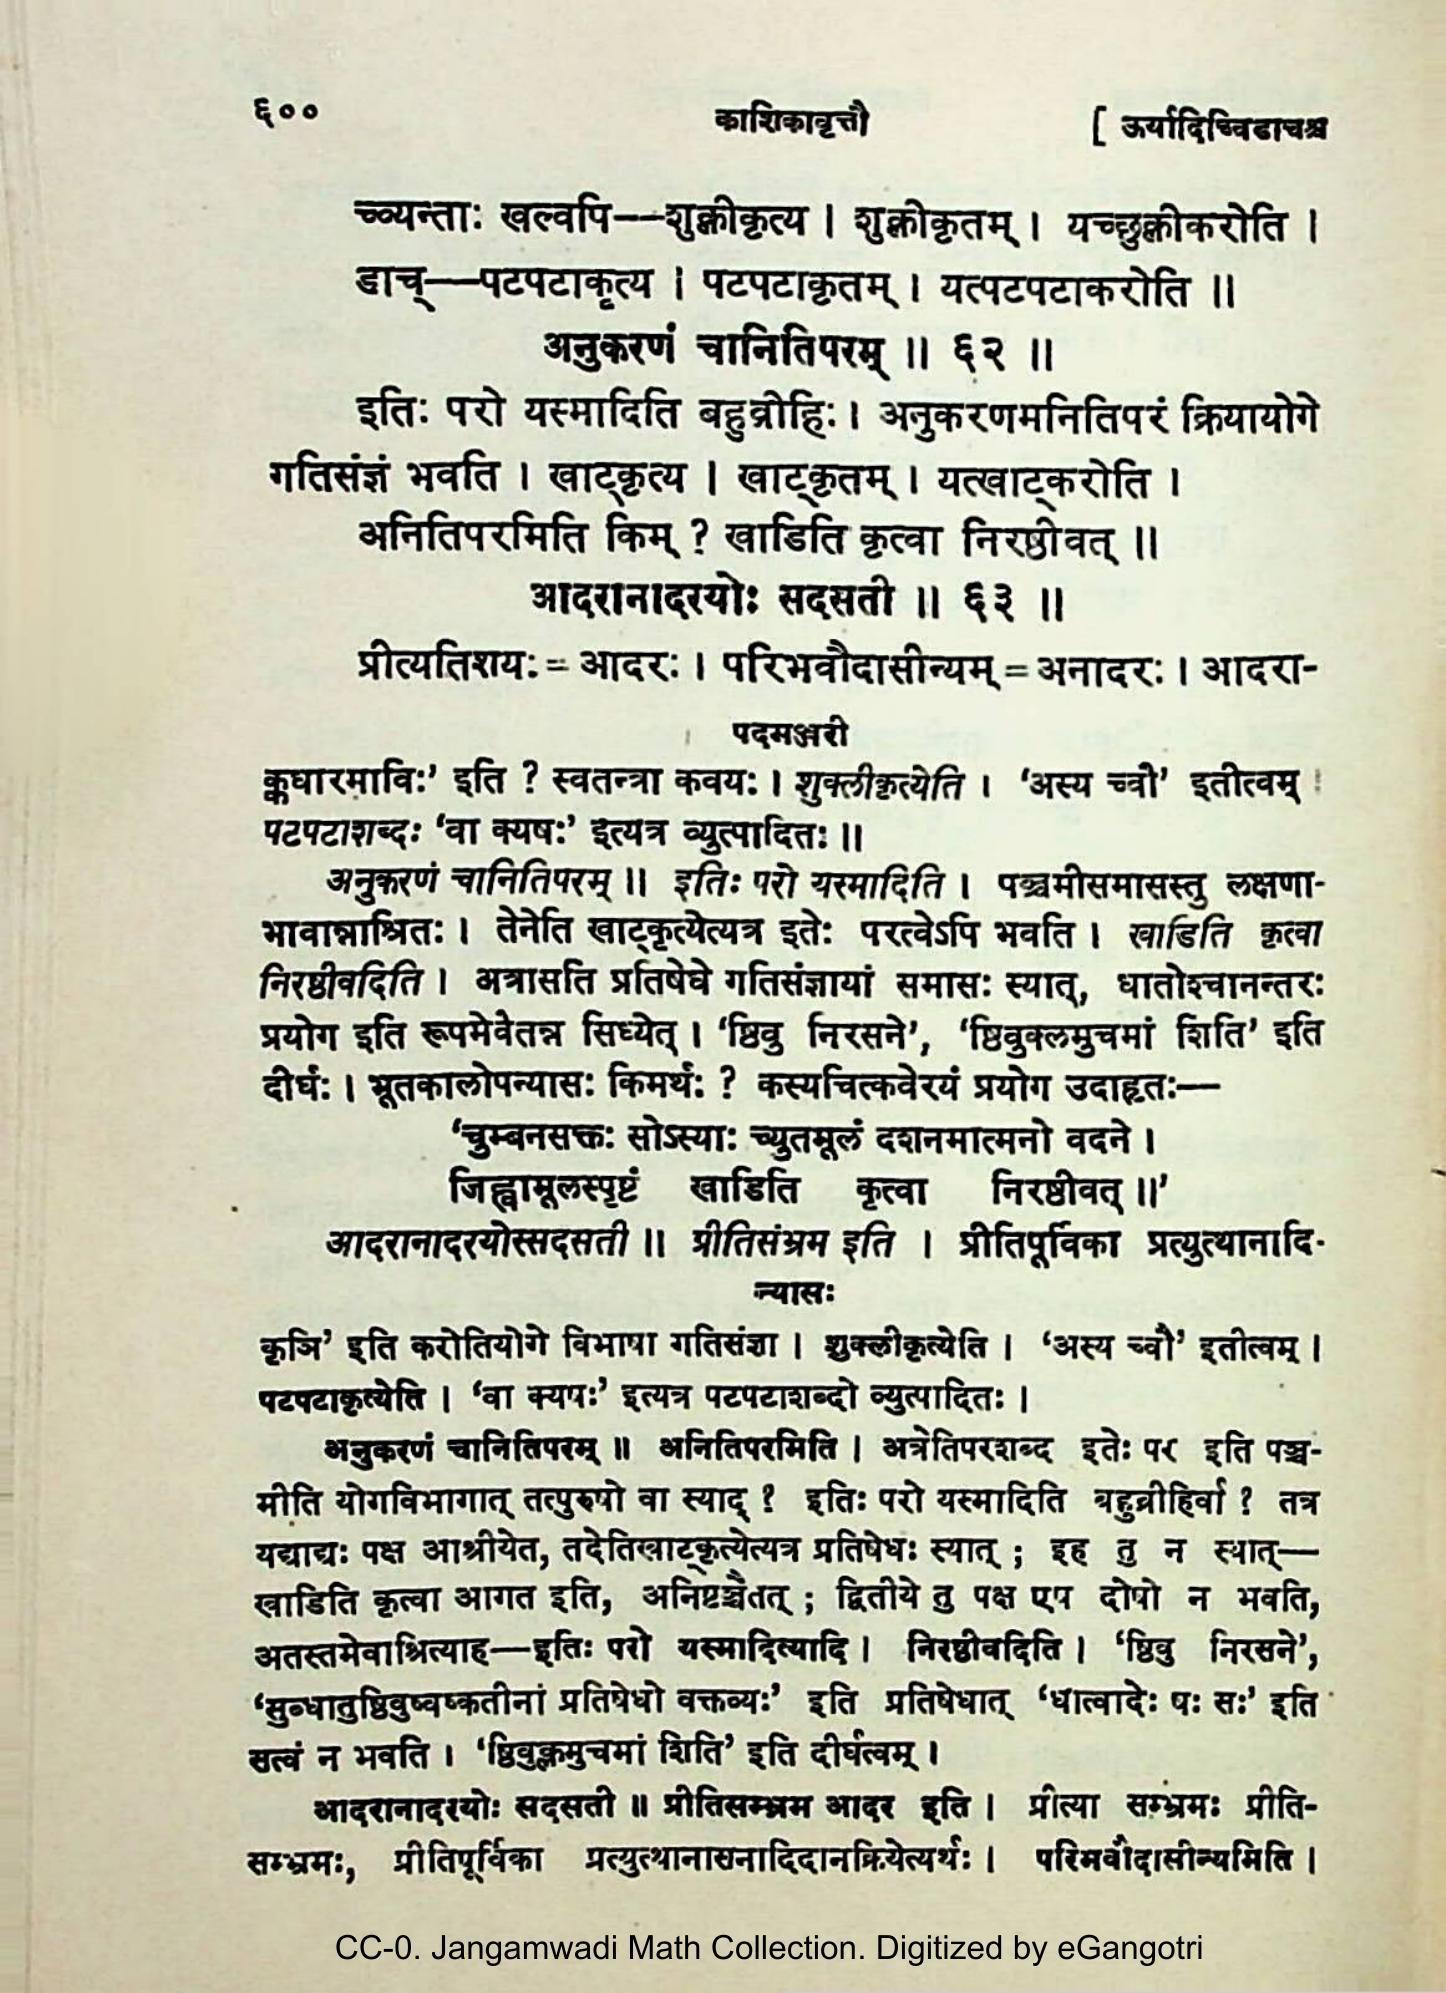 ६००
काशिकावृत्तौ
[ ऊर्यादिच्विडाचश्च
च्व्यन्ताः खल्वपि—शुक्लीकृत्य । शुक्लीकृतम् । यच्छुक्लीकरोति ।
डाच्—पटपटाकृत्य । पटपटाकृतम् । यत्पटपटाकरोति ॥
अनुकरणं चानितिपरम् ॥ ६२ ॥
इतिः परो यस्मादिति बहुव्रीहिः । अनुकरणमनितिपरं क्रियायोगे
गतिसंज्ञं भवति । खाट्कृत्य । खाट्कृतम् । यत्खाट्करोति ।
अनितिपरमिति किम् ? खाडिति कृत्वा निरष्ठीवत् ॥
आदरानादरयोः सदसती ॥ ६३ ॥
प्रीत्यतिशयः = आदरः । परिभवौदासीन्यम् = अनादरः । आदरा-
पदमञ्जरी
क्कधारमाविः’ इति ? स्वतन्त्रा कवयः । शुक्लीकृत्येति । ‘अस्य च्वौ’ इतीत्वम् ।
पटपटाशब्दः ‘वा क्यषः’ इत्यत्र व्युत्पादितः ॥
अनुकरणं चानितिपरम् ॥ इतिः परो यस्मादिति । पञ्चमीसमासस्तु लक्षणा-
भावान्नाश्रितः । तेनेति खाट्कृत्येत्यत्र इतेः परत्वेऽपि भवति । खाडिति कृत्वा
निरष्ठीवदिति । अत्रासति प्रतिषेधे गतिसंज्ञायां समासः स्यात्, धातोश्चानन्तरः
प्रयोग इति रूपमेवेतन्न सिध्येत् । ‘ष्ठिवु निरसने’, ‘ष्ठिवुक्लमुचमां शिति’ इति
दीर्घः । भूतकालोपन्यासः किमर्थः ? कस्यचित्कवेरयं प्रयोग उदाहृतः—
‘चुम्बनसक्तः सोऽस्याः च्युतमूलं दशनमात्मनो वदने ।
जिह्वामूलस्पृष्टं खाडिति कृत्वा निरष्ठीवत् ॥’
आदरानादरयोस्सदसती ॥ प्रीतिसंभ्रम इति । प्रीतिपूर्विका प्रत्युत्थानादि-
न्यासः
कृञि’ इति करोतियोगे विभाषा गतिसंज्ञा । शुक्लीकृत्येति । ‘अस्य च्वौ’ इतीत्वम् ।
पटपटाकृत्येति । ‘वा क्यषः’ इत्यत्र पटपटाशब्दो व्युत्पादितः ।
अनुकरणं चानितिपरम् ॥ अनितिपरमिति । अत्रेतिपरशब्द इतेः पर इति पञ्च-
मीति योगविभागात् तत्पुरुषो वा स्याद् ? इतिः परो यस्मादिति बहुव्रीहिर्वा ? तत्र
यद्याद्यः पक्ष आश्रीयेत, तदेतिखाट्कृत्येत्यत्र प्रतिषेधः स्यात् ; इह तु न स्यात्—
खाडिति कृत्वा आगत इति, अनिष्टञ्चैतत् ; द्वितीये तु पक्ष एष दोषो न भवति,
अतस्तमेवाश्रित्याह—इतिः परो यस्मादित्यादि । निरष्ठीवदिति । ‘ष्ठिवु निरसने’,
‘सुब्धातुष्ठिवुष्वष्कतीनां प्रतिषेधो वक्तव्यः’ इति प्रतिषेधात् ‘धात्वादेः षः सः’ इति
सत्वं न भवति । ‘ष्ठिवुक्लमुचमां शिति’ इति दीर्घत्वम् ।
आदरानादरयोः सदसती ॥ प्रीतिसम्भ्रम आदर इति । प्रीत्या सम्भ्रमः प्रीति-
सम्भ्रमः, प्रीतिपूर्विका प्रत्युत्थानासनादिदानक्रियेत्यर्थः । परिभवौदासीन्यमिति ।
CC-0. Jangamwadi Math Collection. Digitized by eGangotri